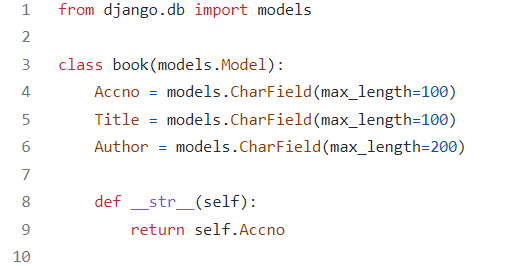 1 from django.db import models
2
3 class book(models.Model):
4     Accno = models.CharField(max_length=100)
5     Title = models.CharField(max_length=100)
6     Author = models.CharField(max_length=200)
7
8     def __str__(self):
9         return self.Accno
10